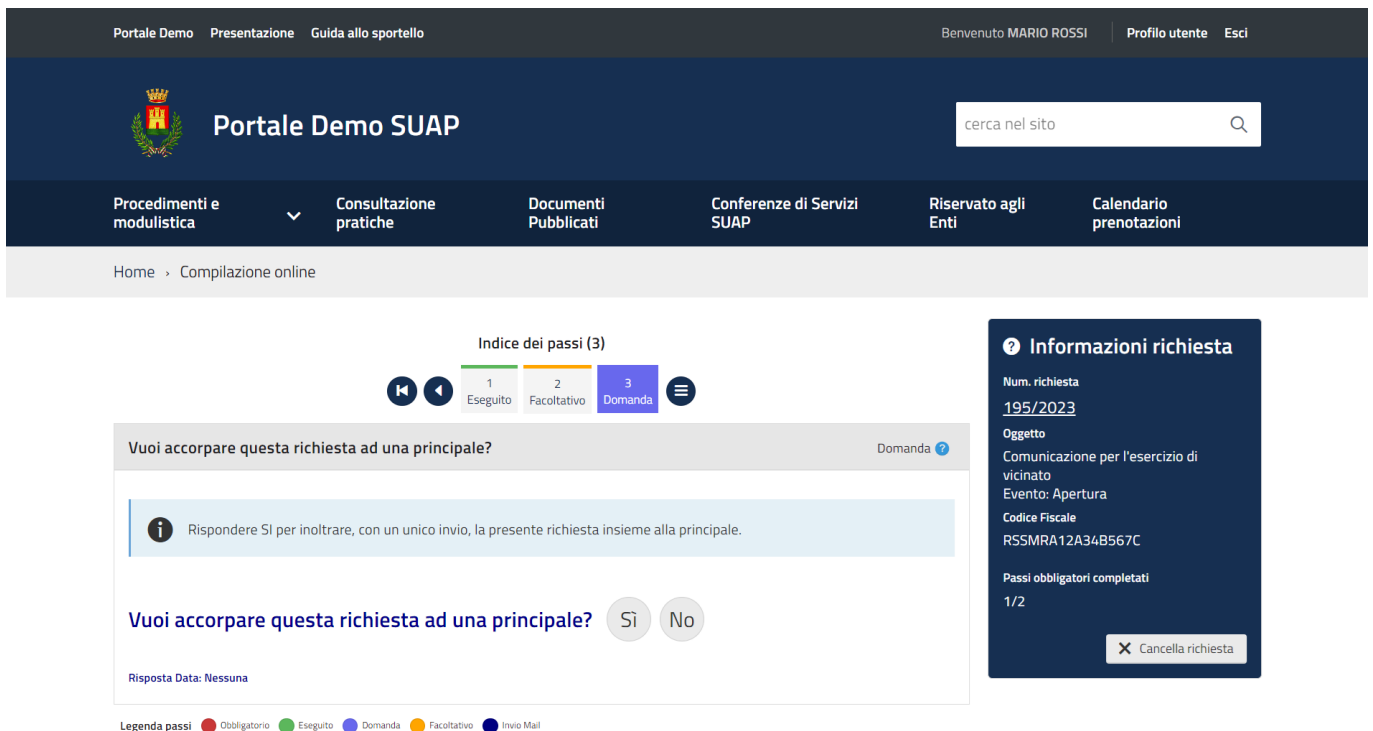 Portale Demo Presentazione Guida allo sportello Benvenuto MARIO ROSSI Profilo utente Esci
Portale Demo SUAP
cerca nel sito
Procedimenti e modulistica
Consultazione pratiche
Documenti Pubblicati
Conferenze di Servizi SUAP
Riservato agli Enti
Calendario prenotazioni
Home › Compilazione online
Indice dei passi (3)
1 Eseguito
2 Facoltativo
3 Domanda
Vuoi accorpare questa richiesta ad una principale? Domanda ?
Rispondere SI per inoltrare, con un unico invio, la presente richiesta insieme alla principale.
Vuoi accorpare questa richiesta ad una principale? Sì No
Risposta Data: Nessuna
Legenda passi Obbligatorio Eseguito Domanda Facoltativo Invio Mail
? Informazioni richiesta
Num. richiesta
195/2023
Oggetto
Comunicazione per l'esercizio di
vicinato
Evento: Apertura
Codice Fiscale
RSSMRA12A34B567C
Passi obbligatori completati
1/2
Cancella richiesta